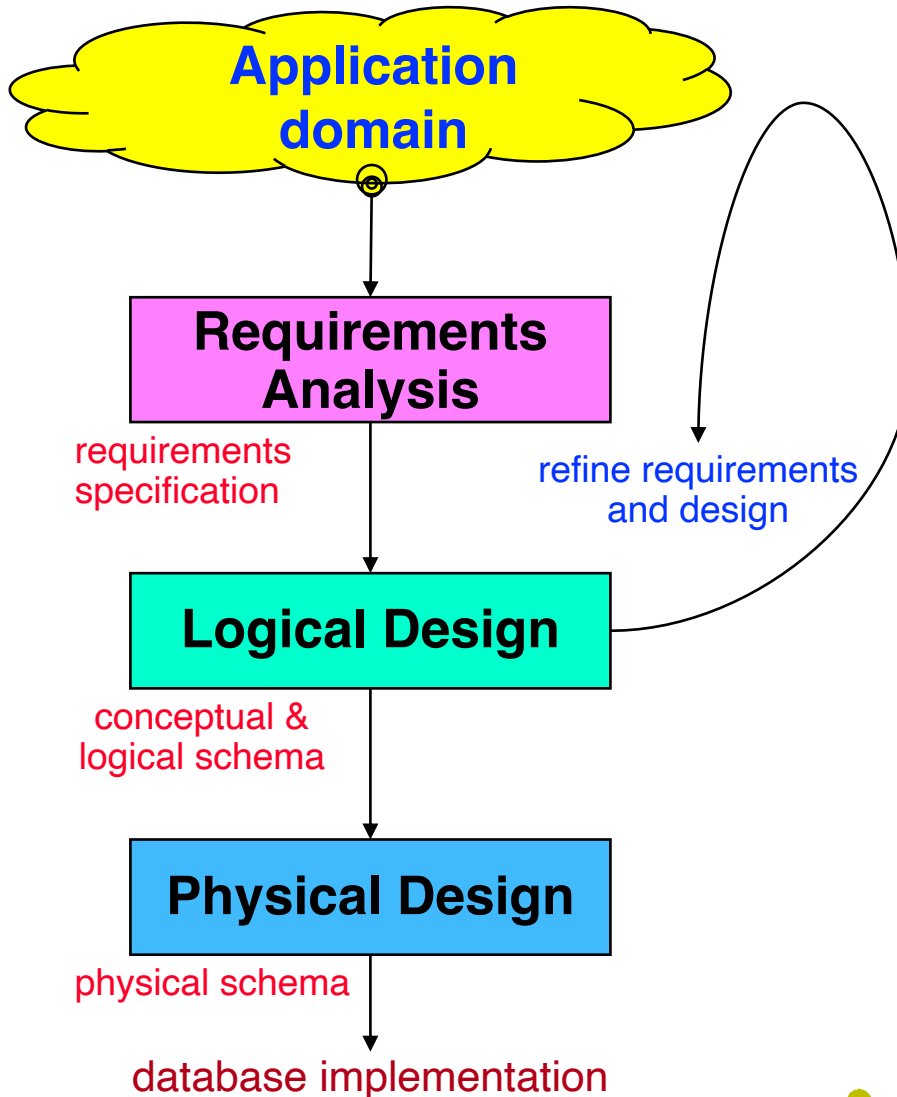 Application
domain
Requirements
Analysis
requirements
specification
refine requirements
and design
Logical Design
conceptual &
logical schema
Physical Design
physical schema
database implementation